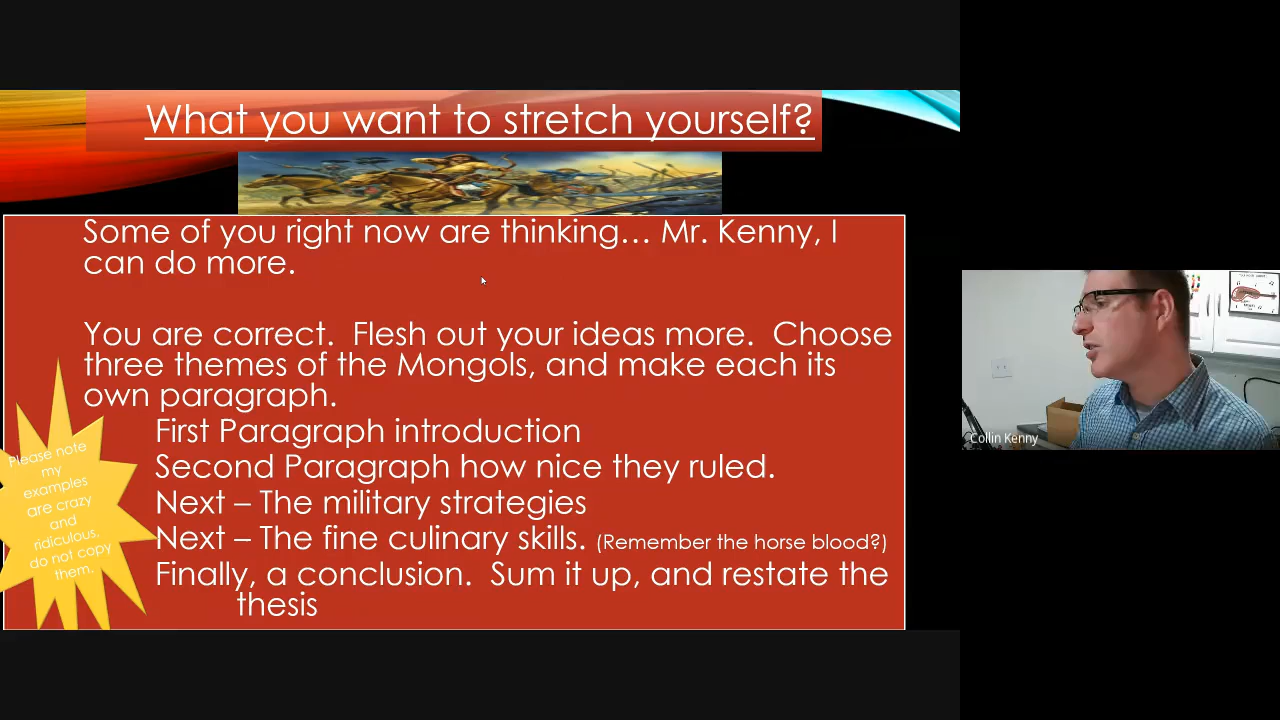 What you want to stretch yourself?
Some of you right now are thinking… Mr. Kenny, I
can do more.
You are correct.  Flesh out your ideas more.  Choose
three themes of the Mongols, and make each its
own paragraph.
First Paragraph introduction
Second Paragraph how nice they ruled.
Next – The military strategies
Next – The fine culinary skills. (Remember the horse blood?)
Finally, a conclusion.  Sum it up, and restate the
thesis
Please note
my
examples
are crazy
and
ridiculous,
do not copy
them.
Collin Kenny